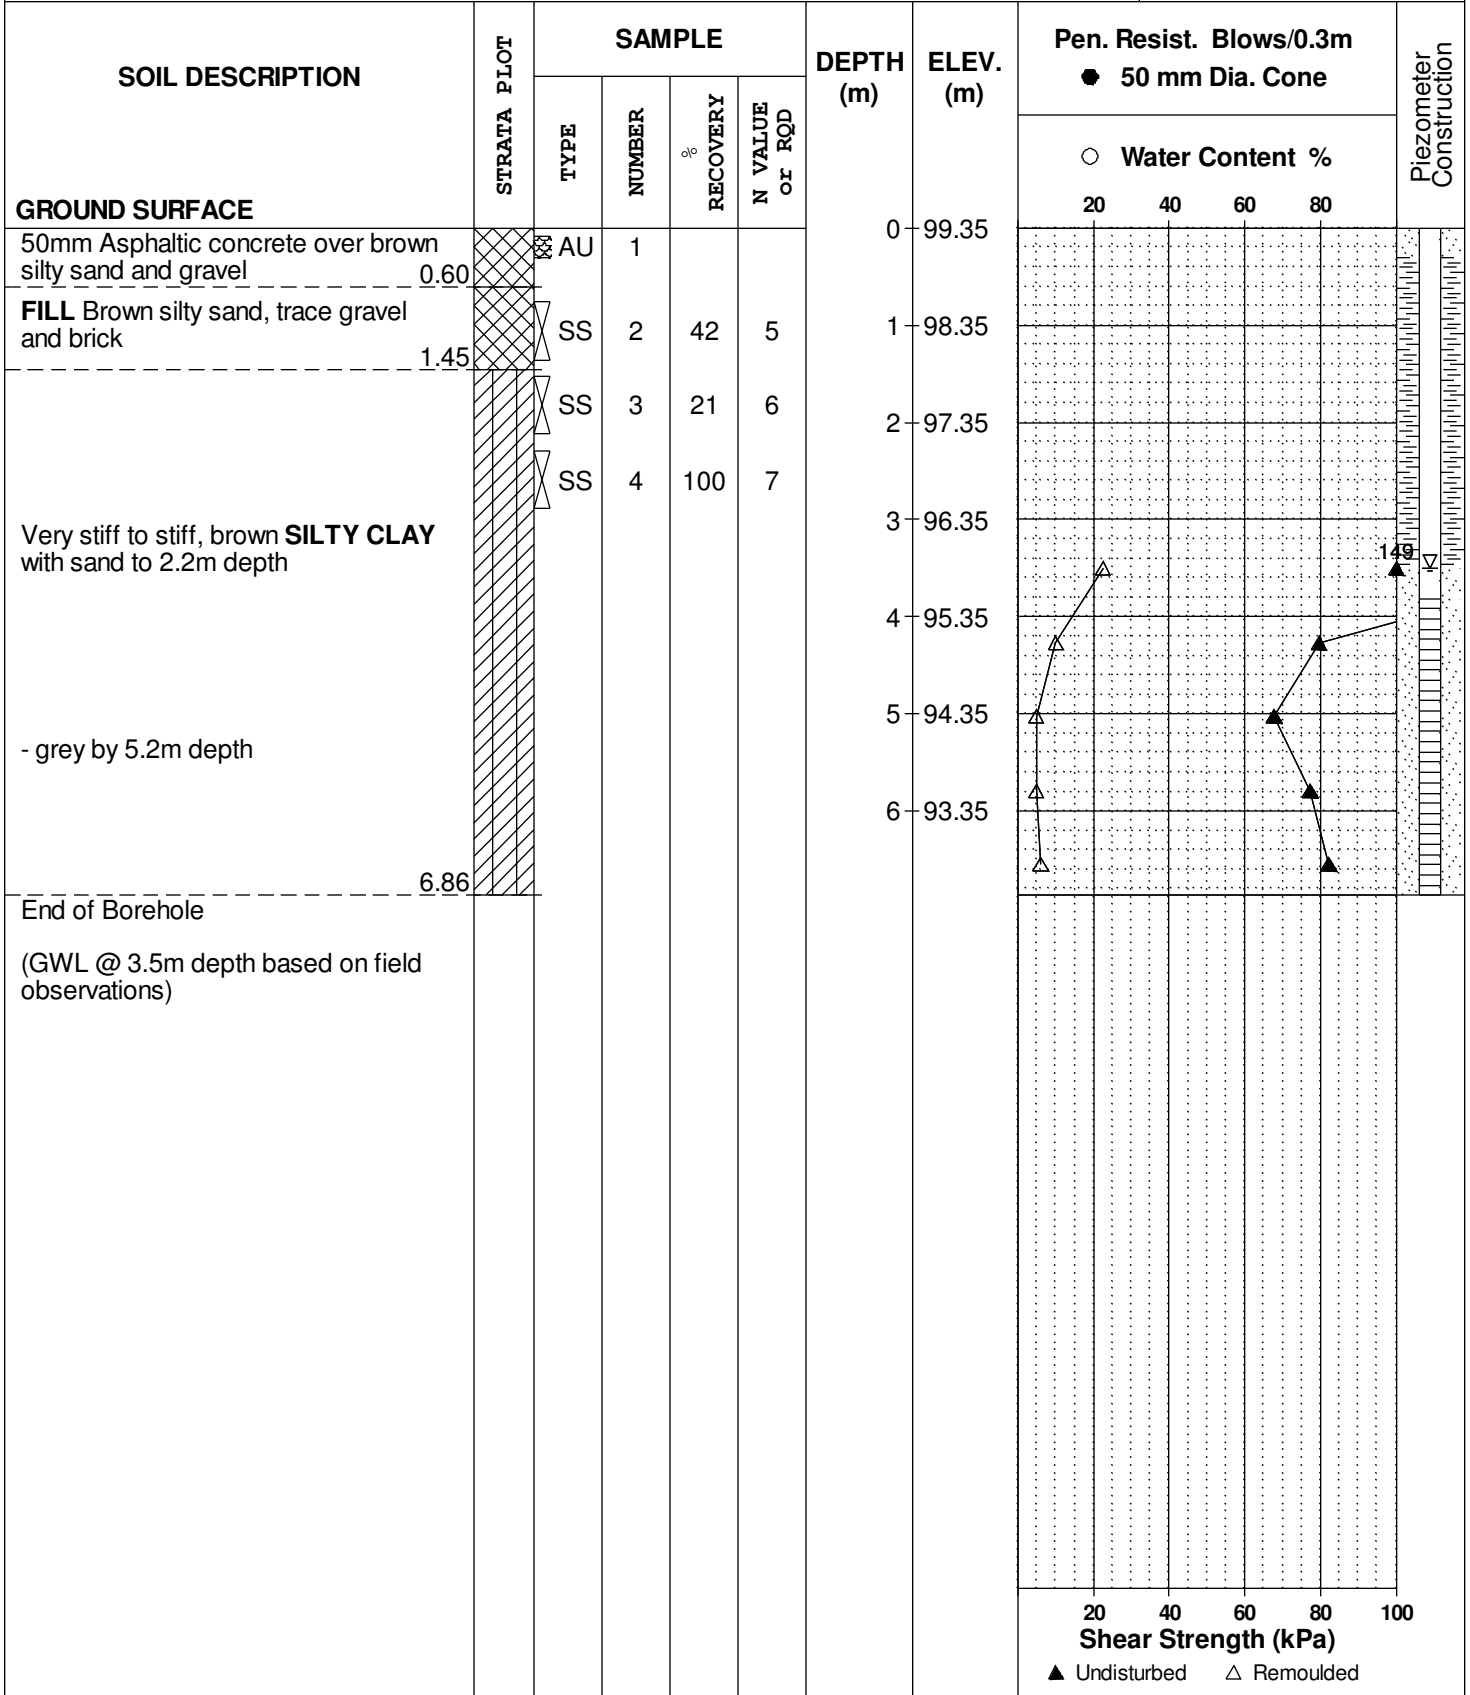 SOIL DESCRIPTION
GROUND SURFACE
STRATA PLOT
SAMPLE
TYPE
NUMBER
%
RECOVERY
N VALUE
or RQD
DEPTH
(m)
ELEV.
(m)
Pen. Resist. Blows/0.3m
● 50 mm Dia. Cone
○ Water Content %
20 40 60 80
Piezometer
Construction
50mm Asphaltic concrete over brown
silty sand and gravel 0.60
AU 1
0 99.35
FILL Brown silty sand, trace gravel
and brick
1.45
SS 2 42 5
1 98.35
SS 3 21 6
2 97.35
SS 4 100 7
3 96.35
Very stiff to stiff, brown SILTY CLAY
with sand to 2.2m depth
149
4 95.35
5 94.35
- grey by 5.2m depth
6 93.35
6.86
End of Borehole
(GWL @ 3.5m depth based on field
observations)
20 40 60 80 100
Shear Strength (kPa)
▲ Undisturbed △ Remoulded